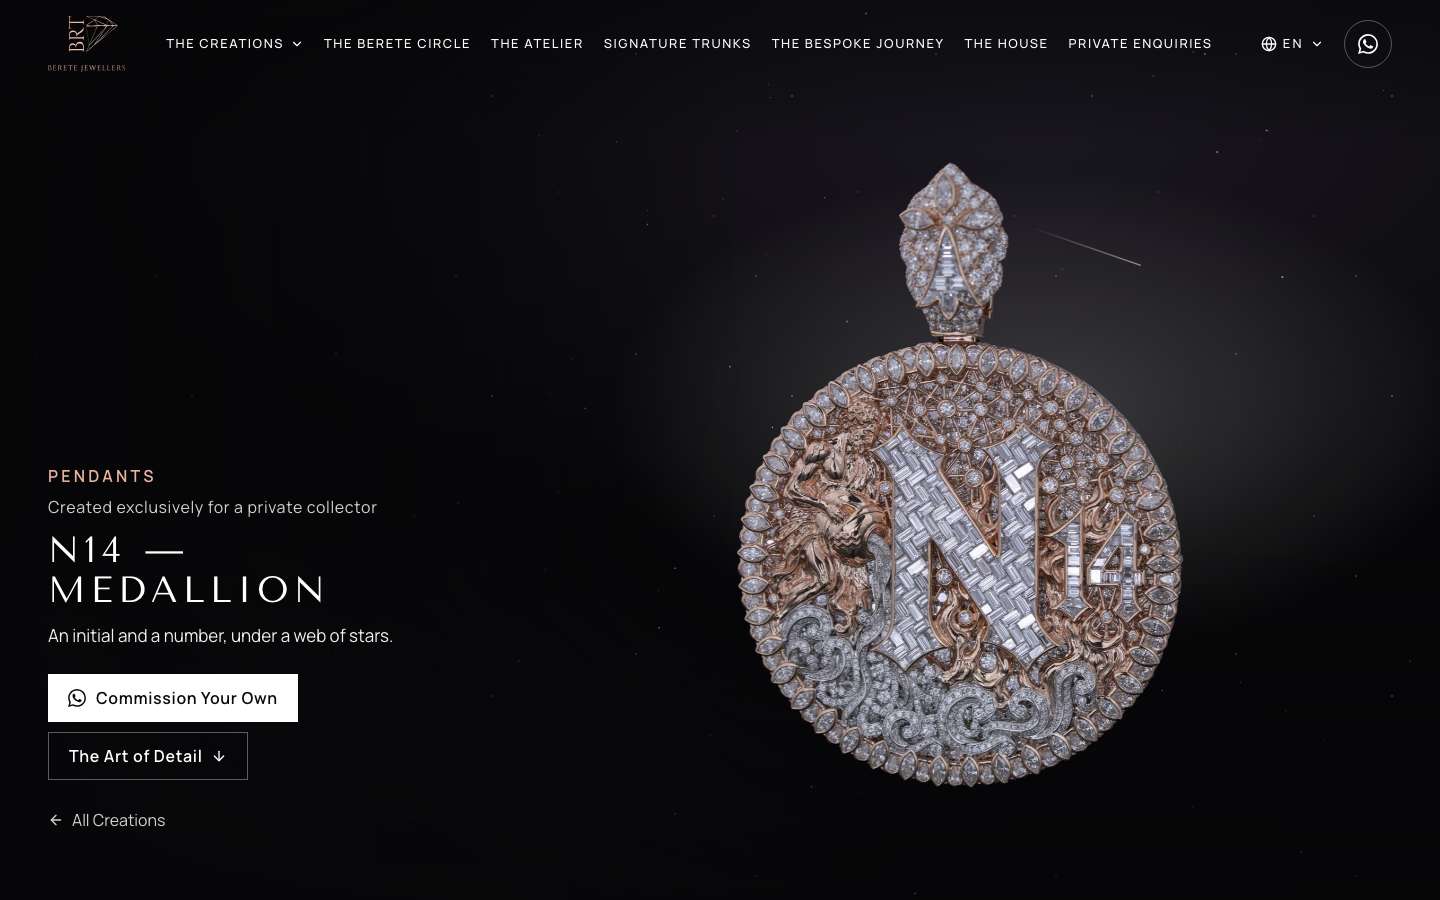 BRT
BERETE JEWELLERS
THE CREATIONS
THE BERETE CIRCLE
THE ATELIER
SIGNATURE TRUNKS
THE BESPOKE JOURNEY
THE HOUSE
PRIVATE ENQUIRIES
EN
N
14
PENDANTS
Created exclusively for a private collector
N14 —
MEDALLION
An initial and a number, under a web of stars.
Commission Your Own
The Art of Detail ↓
← All Creations